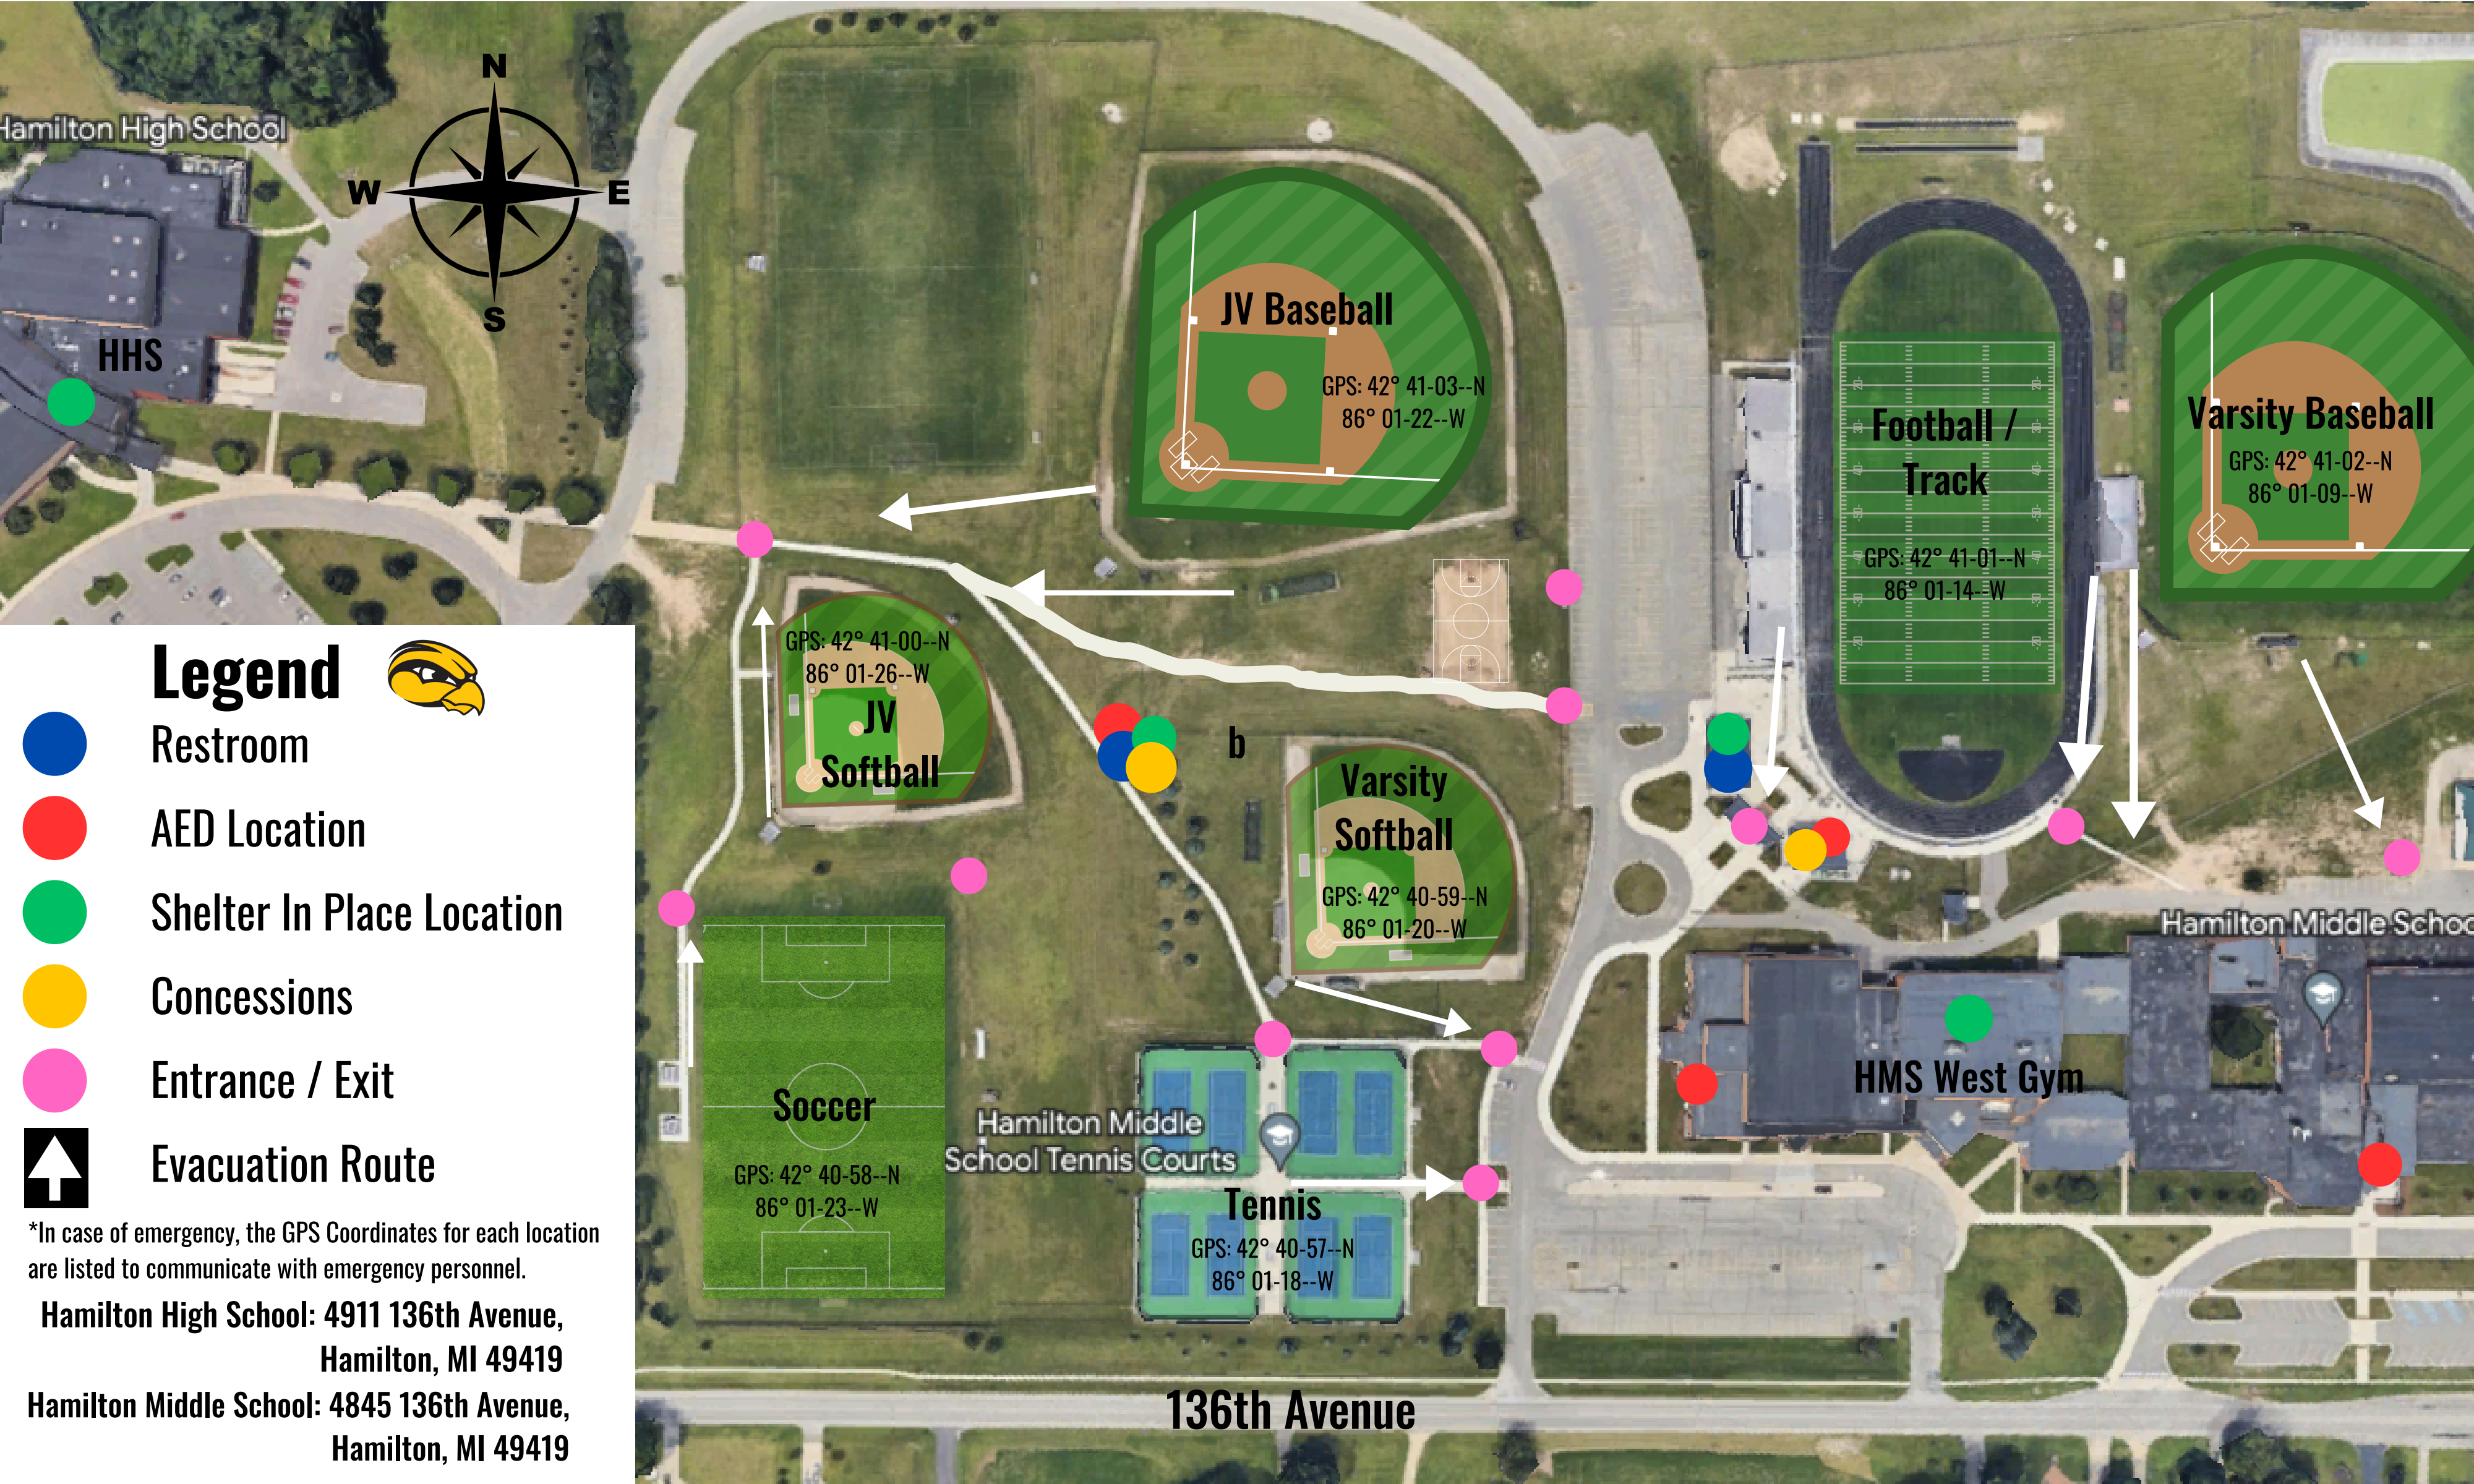 N
W
E
S
Hamilton High School
HHS
JV Baseball
GPS: 42° 41-03--N
86° 01-22--W
Football /
Track
GPS: 42° 41-01--N
86° 01-14--W
Varsity Baseball
GPS: 42° 41-02--N
86° 01-09--W
GPS: 42° 41-00--N
86° 01-26--W
JV
Softball
b
Varsity
Softball
GPS: 42° 40-59--N
86° 01-20--W
Hamilton Middle Schoo
HMS West Gym
Soccer
GPS: 42° 40-58--N
86° 01-23--W
Hamilton Middle
School Tennis Courts
Tennis
GPS: 42° 40-57--N
86° 01-18--W
136th Avenue
Legend
Restroom
AED Location
Shelter In Place Location
Concessions
Entrance / Exit
Evacuation Route
*In case of emergency, the GPS Coordinates for each location
are listed to communicate with emergency personnel.
Hamilton High School: 4911 136th Avenue,
Hamilton, MI 49419
Hamilton Middle School: 4845 136th Avenue,
Hamilton, MI 49419